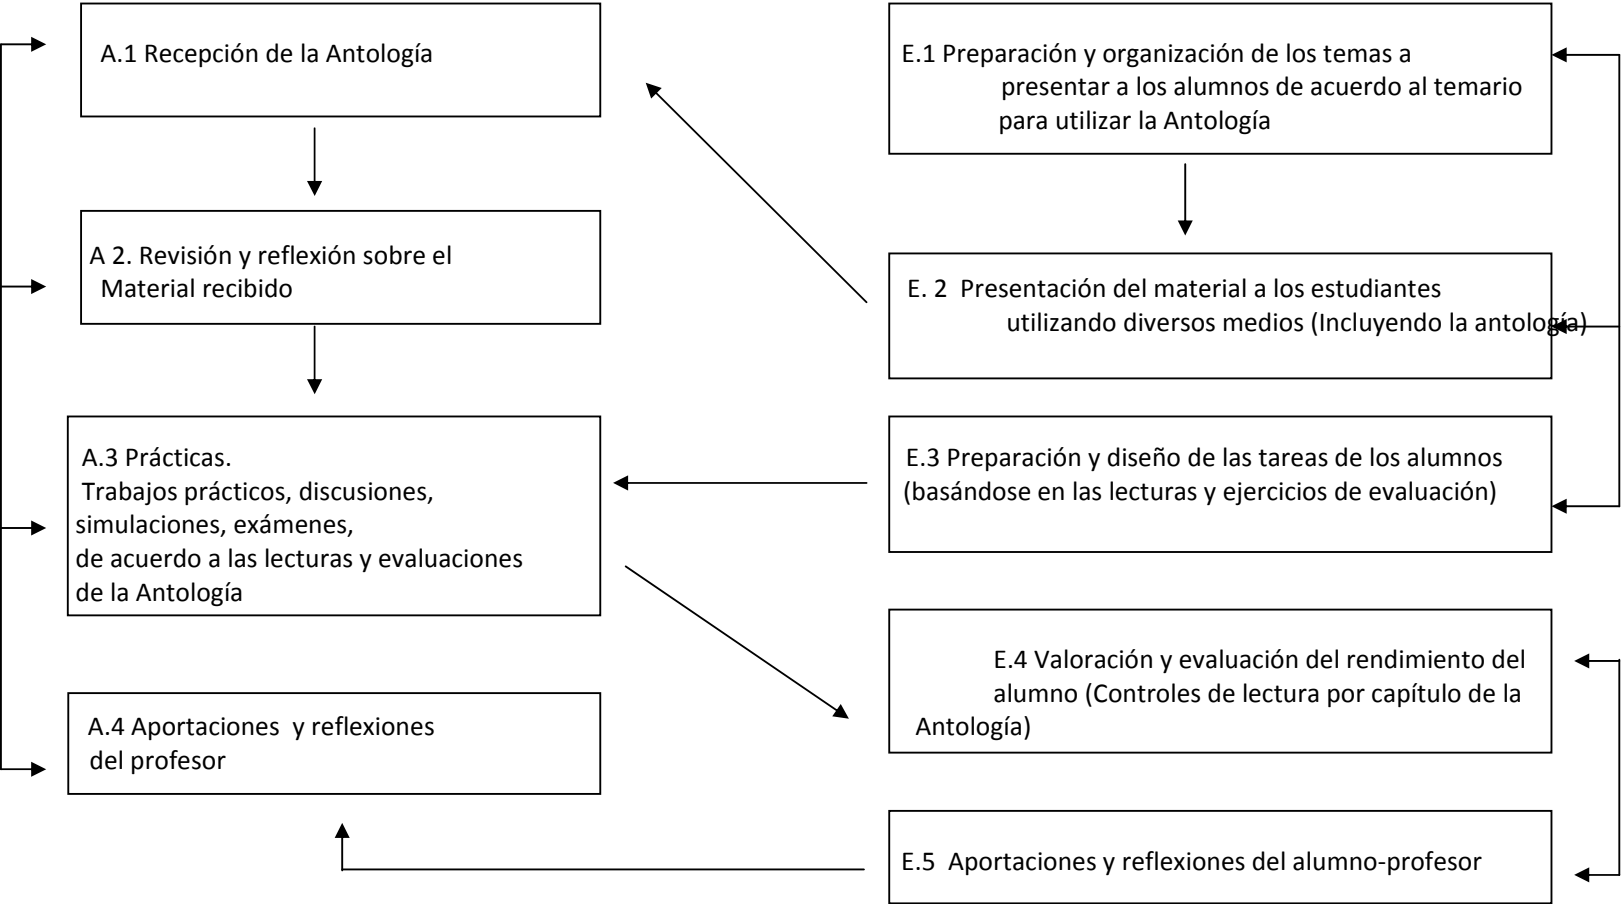 A.1 Recepción de la Antología
A 2. Revisión y reflexión sobre el
Material recibido
A.3 Prácticas.
Trabajos prácticos, discusiones,
simulaciones, exámenes,
de acuerdo a las lecturas y evaluaciones
de la Antología
A.4 Aportaciones y reflexiones
del profesor
E.1 Preparación y organización de los temas a
presentar a los alumnos de acuerdo al temario
para utilizar la Antología
E. 2 Presentación del material a los estudiantes
utilizando diversos medios (Incluyendo la antología)
E.3 Preparación y diseño de las tareas de los alumnos
(basándose en las lecturas y ejercicios de evaluación)
E.4 Valoración y evaluación del rendimiento del
alumno (Controles de lectura por capítulo de la
Antología)
E.5 Aportaciones y reflexiones del alumno-profesor